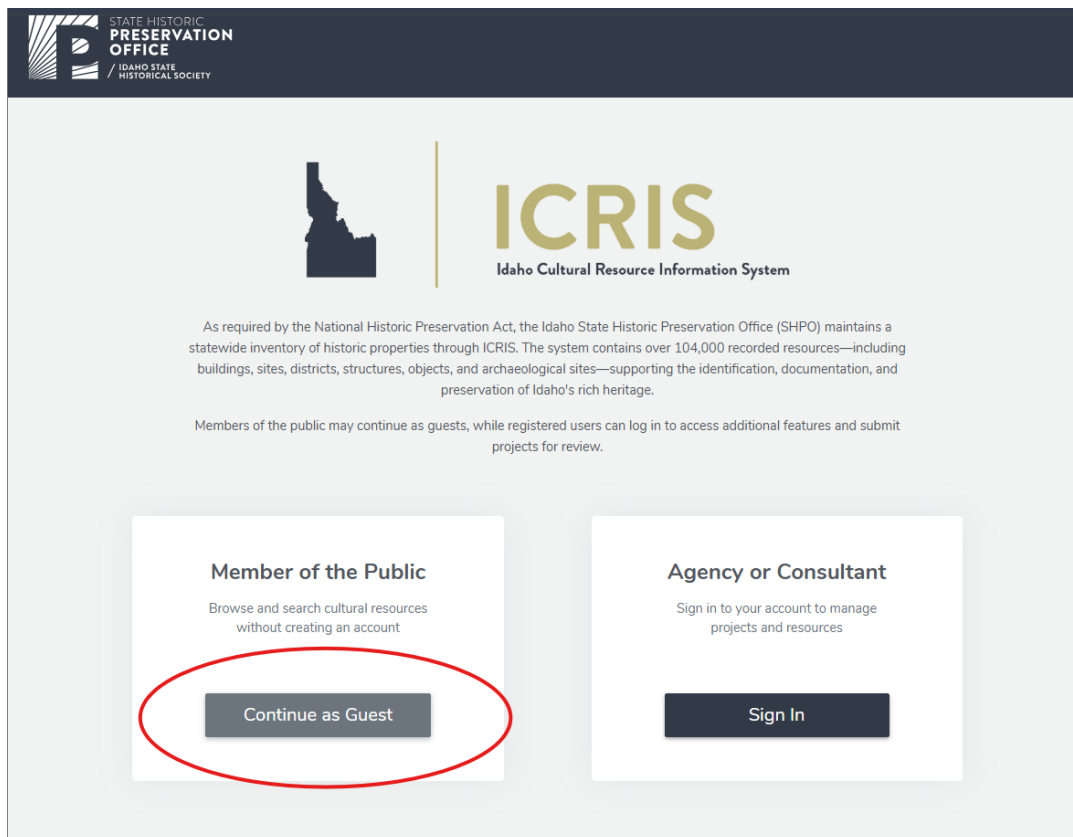 STATE HISTORIC
PRESERVATION
OFFICE
/ IDAHO STATE
HISTORICAL SOCIETY
ICRIS
Idaho Cultural Resource Information System
As required by the National Historic Preservation Act, the Idaho State Historic Preservation Office (SHPO) maintains a
statewide inventory of historic properties through ICRIS. The system contains over 104,000 recorded resources—including
buildings, sites, districts, structures, objects, and archaeological sites—supporting the identification, documentation, and
preservation of Idaho's rich heritage.
Members of the public may continue as guests, while registered users can log in to access additional features and submit
projects for review.
Member of the Public
Browse and search cultural resources
without creating an account
Continue as Guest
Agency or Consultant
Sign in to your account to manage
projects and resources
Sign In